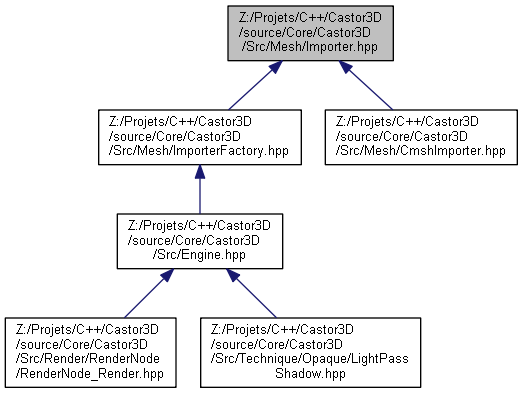 Z:/Projets/C++/Castor3D
/source/Core/Castor3D
/Src/Mesh/Importer.hpp
Z:/Projets/C++/Castor3D
/source/Core/Castor3D
/Src/Mesh/ImporterFactory.hpp
Z:/Projets/C++/Castor3D
/source/Core/Castor3D
/Src/Mesh/CmshImporter.hpp
Z:/Projets/C++/Castor3D
/source/Core/Castor3D
/Src/Engine.hpp
Z:/Projets/C++/Castor3D
/source/Core/Castor3D
/Src/Render/RenderNode
/RenderNode_Render.hpp
Z:/Projets/C++/Castor3D
/source/Core/Castor3D
/Src/Technique/Opaque/LightPass
Shadow.hpp